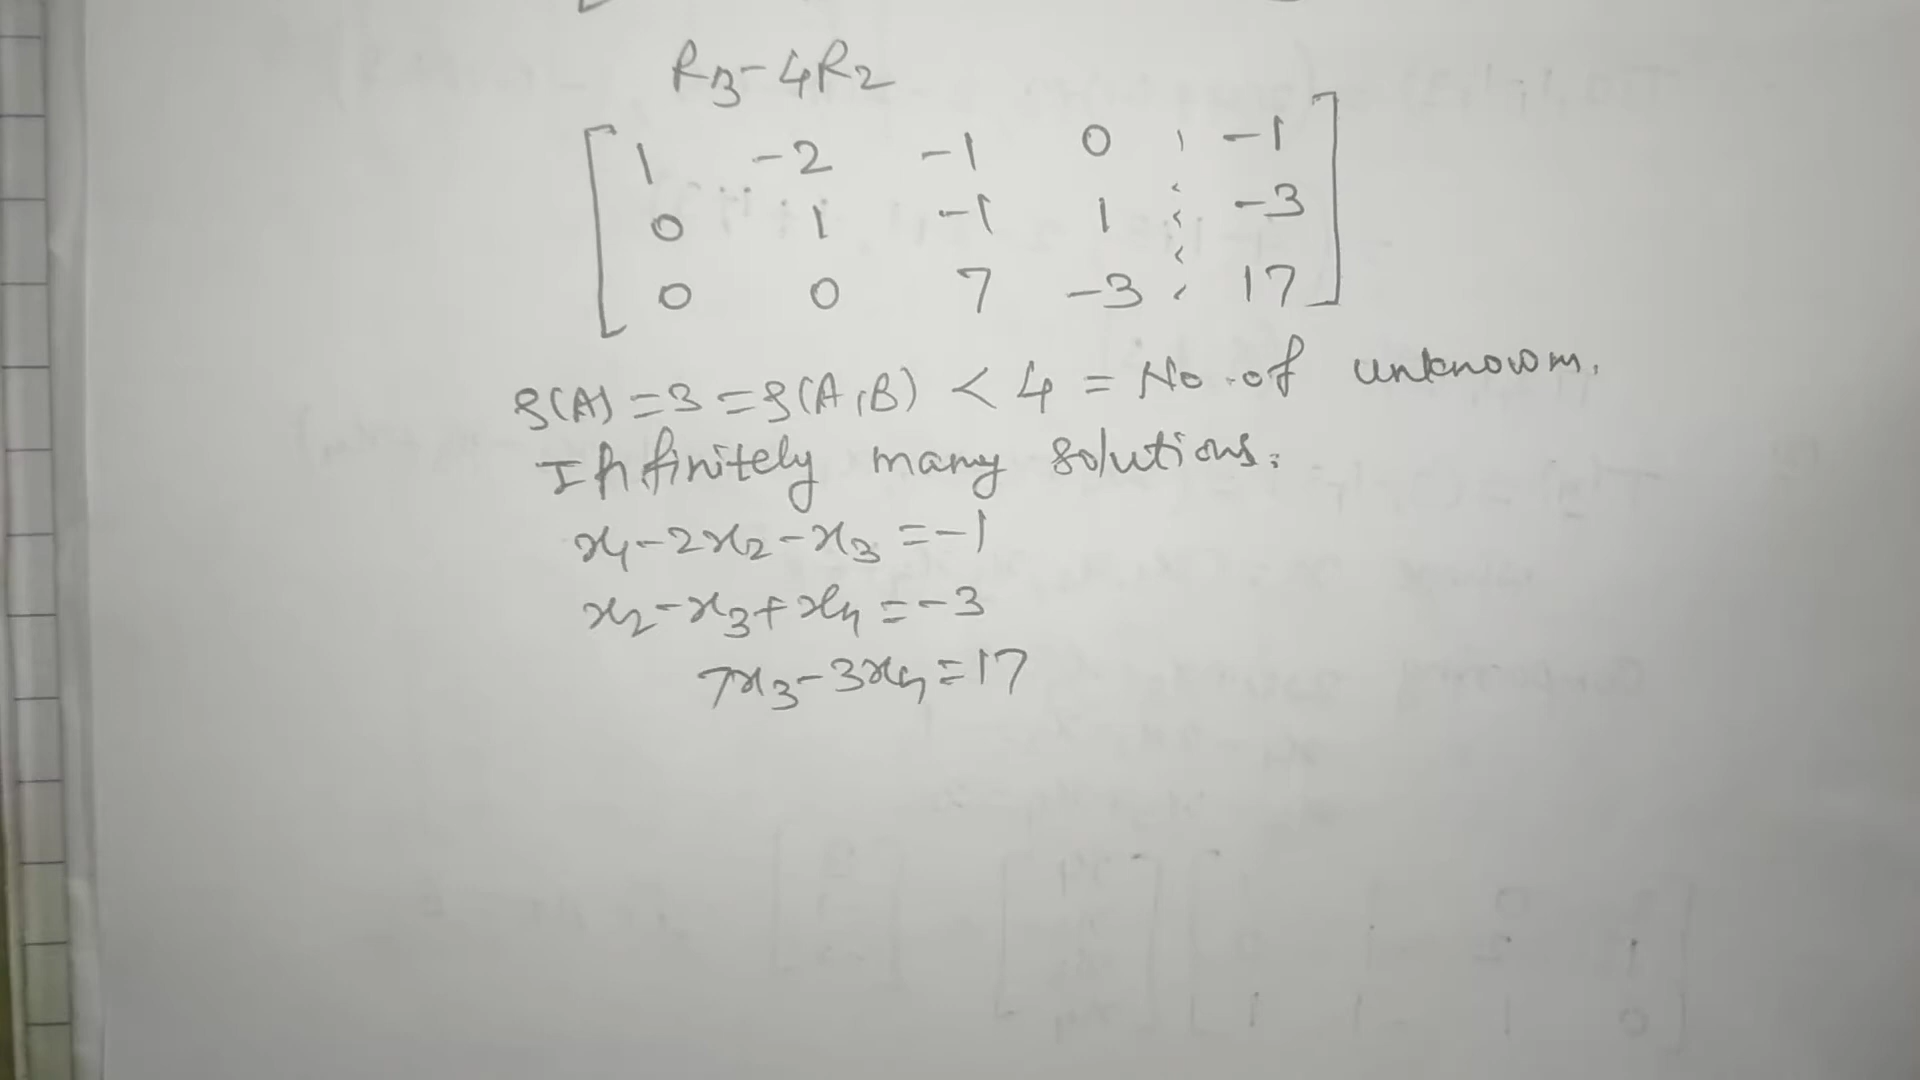 R3-4R2
1 -2 -1 0 ⋮ -1
0 1 -1 1 ⋮ -3
0 0 7 -3 ⋮ 17
ρ(A)=3=ρ(A,B) < 4 = No. of unknowm.
Infinitely many solutions.
x1-2x2-x3=-1
x2-x3+x4=-3
7x3-3x4=17